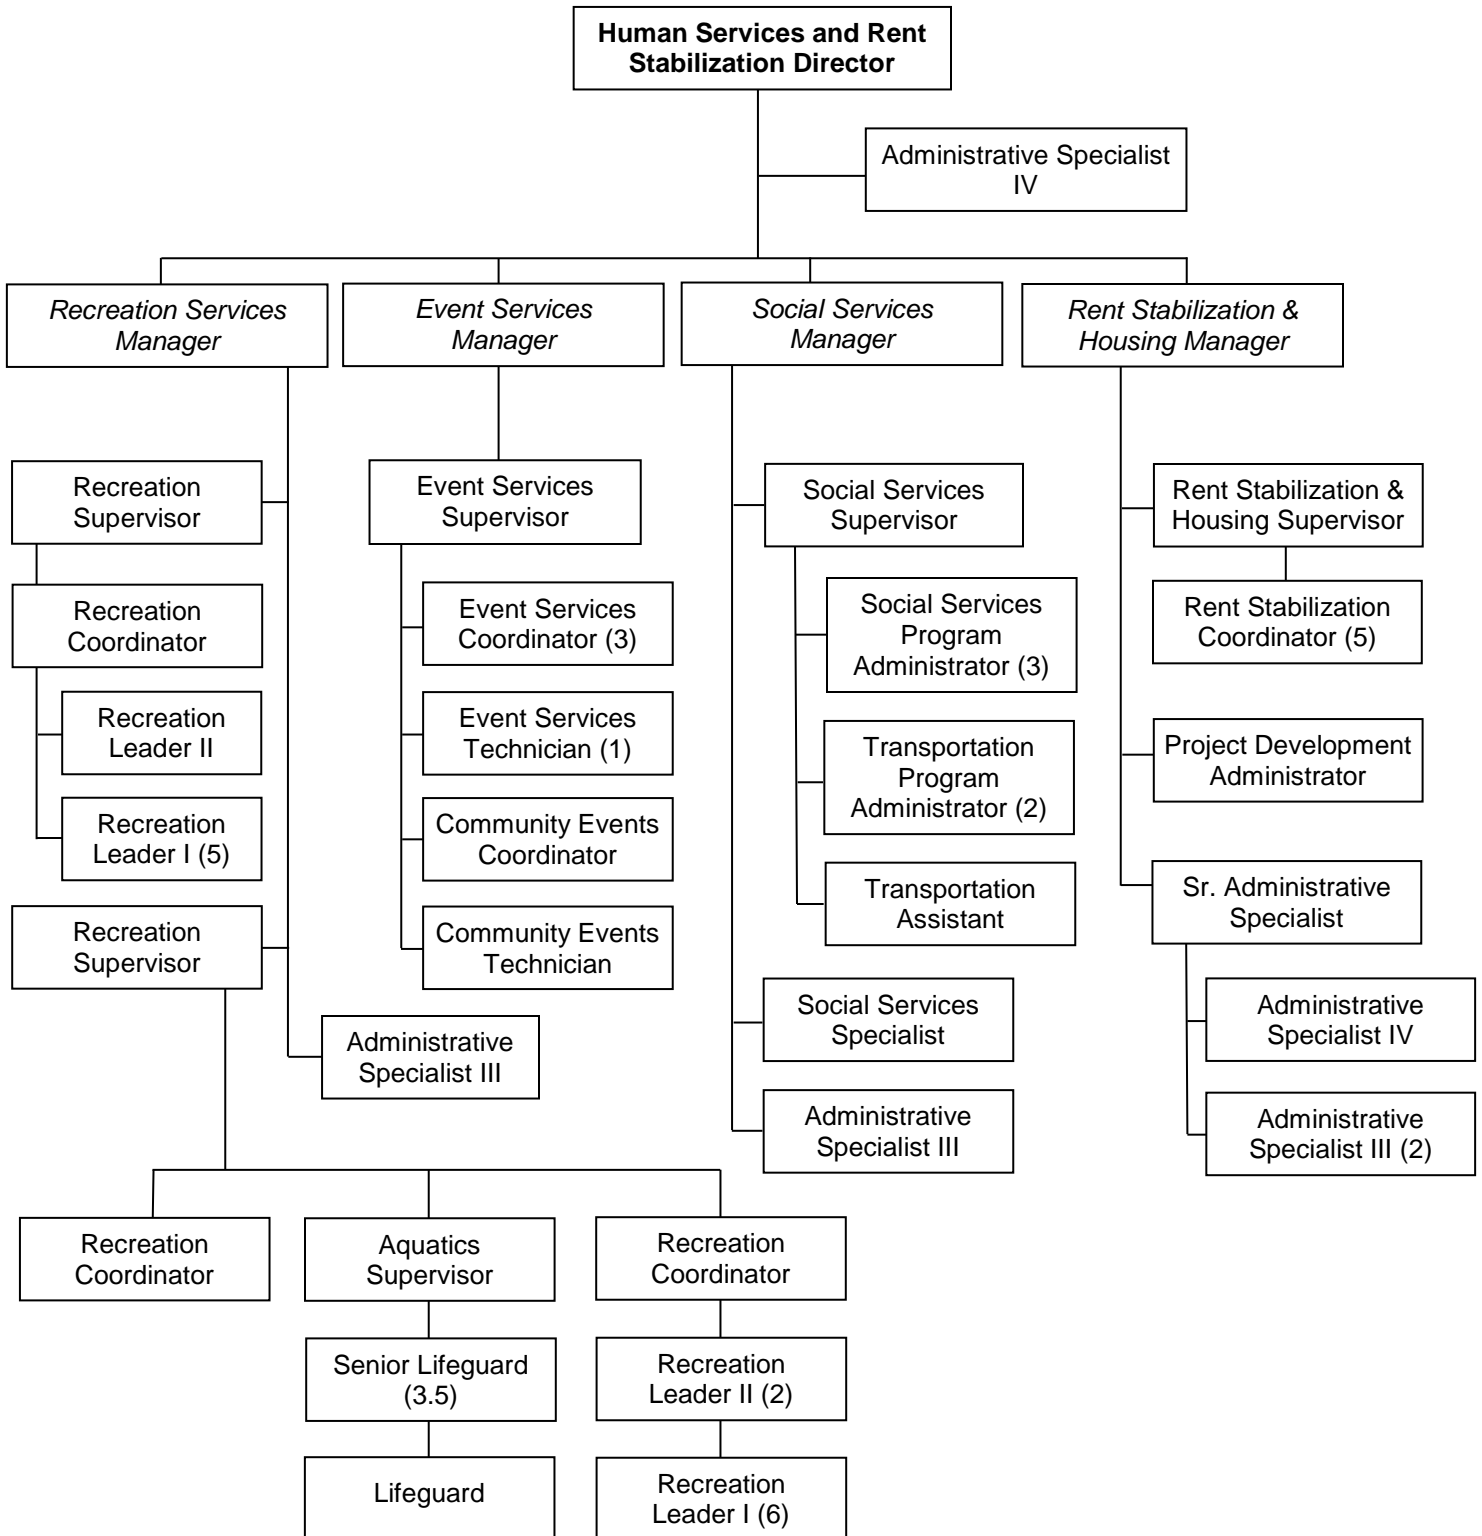 Human Services and Rent
Stabilization Director
Administrative Specialist
IV
Recreation Services
Manager
Event Services
Manager
Social Services
Manager
Rent Stabilization &
Housing Manager
Recreation
Supervisor
Recreation
Coordinator
Recreation
Leader II
Recreation
Leader I (5)
Recreation
Supervisor
Administrative
Specialist III
Recreation
Coordinator
Aquatics
Supervisor
Senior Lifeguard
(3.5)
Lifeguard
Recreation
Coordinator
Recreation
Leader II (2)
Recreation
Leader I (6)
Event Services
Supervisor
Event Services
Coordinator (3)
Event Services
Technician (1)
Community Events
Coordinator
Community Events
Technician
Social Services
Supervisor
Social Services
Program
Administrator (3)
Transportation
Program
Administrator (2)
Transportation
Assistant
Social Services
Specialist
Administrative
Specialist III
Rent Stabilization &
Housing Supervisor
Rent Stabilization
Coordinator (5)
Project Development
Administrator
Sr. Administrative
Specialist
Administrative
Specialist IV
Administrative
Specialist III (2)